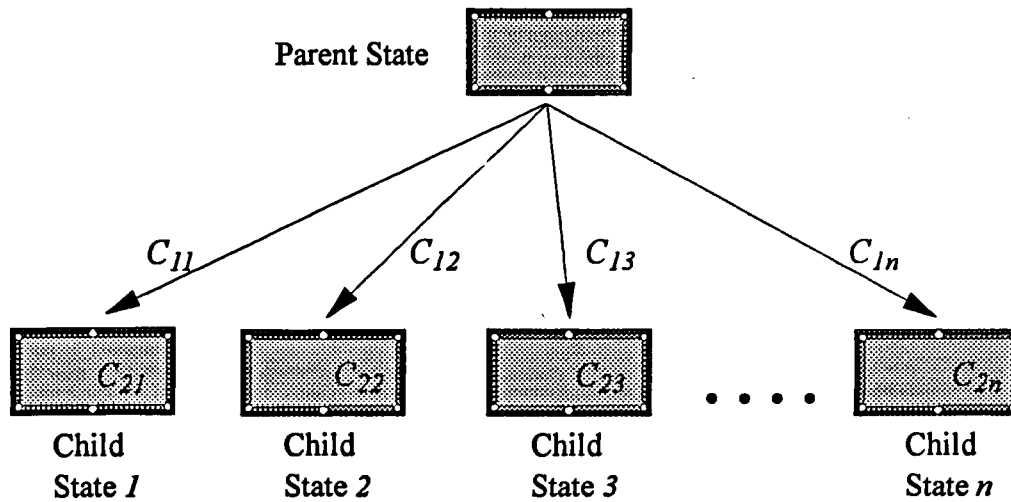 Parent State
C11
C12
C13
C1n
C21
C22
C23
C2n
Child
State 1
Child
State 2
Child
State 3
Child
State n